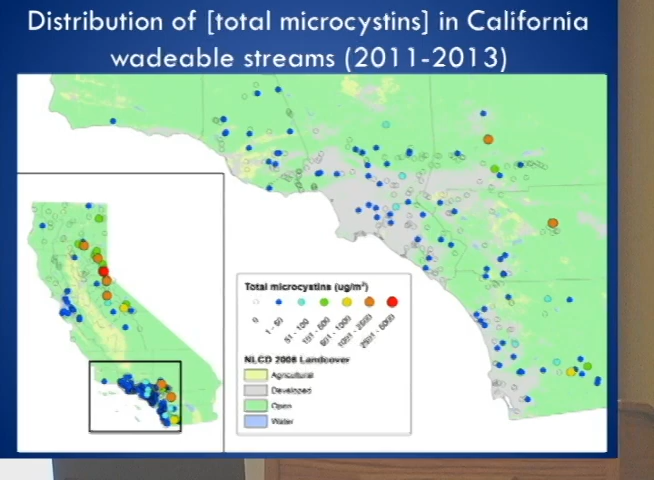 Distribution of [total microcystins] in California
wadeable streams (2011-2013)
Total microcystins (ug/m²)
0
1 - 50
51 - 100
101 - 500
501 - 1000
1001 - 2500
2501 - 6000
NLCD 2006 Landcover
Agricultural
Developed
Open
Water